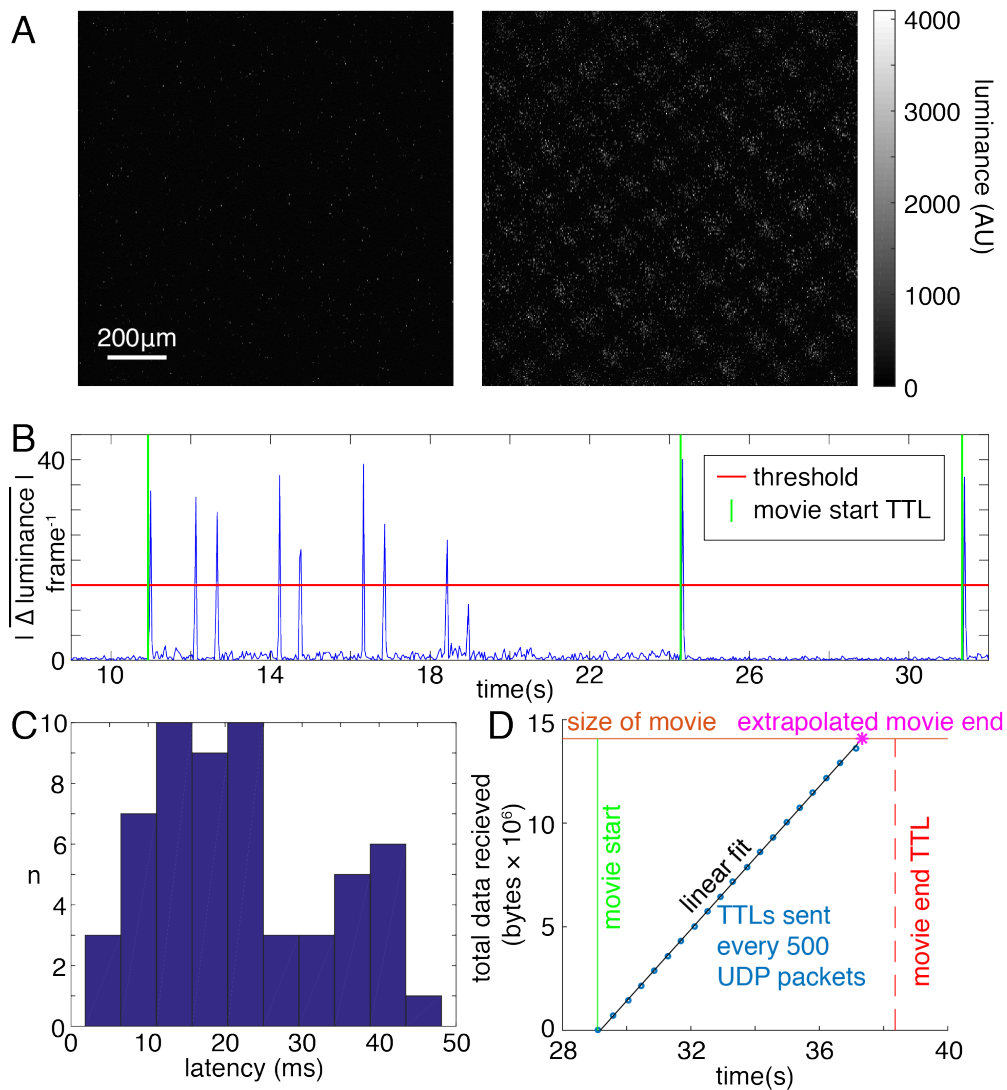 A
4000
3000
2000
1000
0
luminance (AU)
200µm
B
| Δ luminance |
frame⁻¹
40
0
threshold
movie start TTL
10
14
18
22
26
30
time(s)
C
10
8
6
4
2
0
n
0
10
20
30
40
50
latency (ms)
D
15
10
5
0
total data recieved
(bytes × 10⁶)
size of movie
extrapolated movie end
movie start
linear fit
TTLs sent
every 500
UDP packets
movie end TTL
28
32
36
40
time(s)